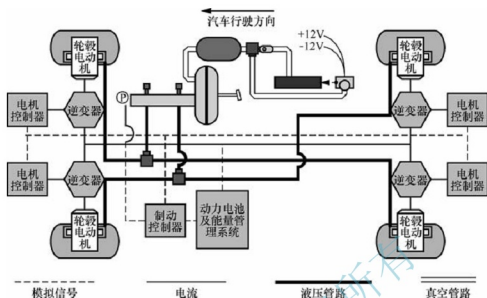 汽车行驶方向
+12V
-12V
轮毂
电动
机
轮毂
电动
机
P
电机
控制器
逆变器
逆变器
电机
控制器
电机
控制器
逆变器
逆变器
电机
控制器
轮毂
电动
机
制动
控制器
动力电池
及能量管
理系统
轮毂
电动
机
模拟信号
电流
液压管路
真空管路
所有